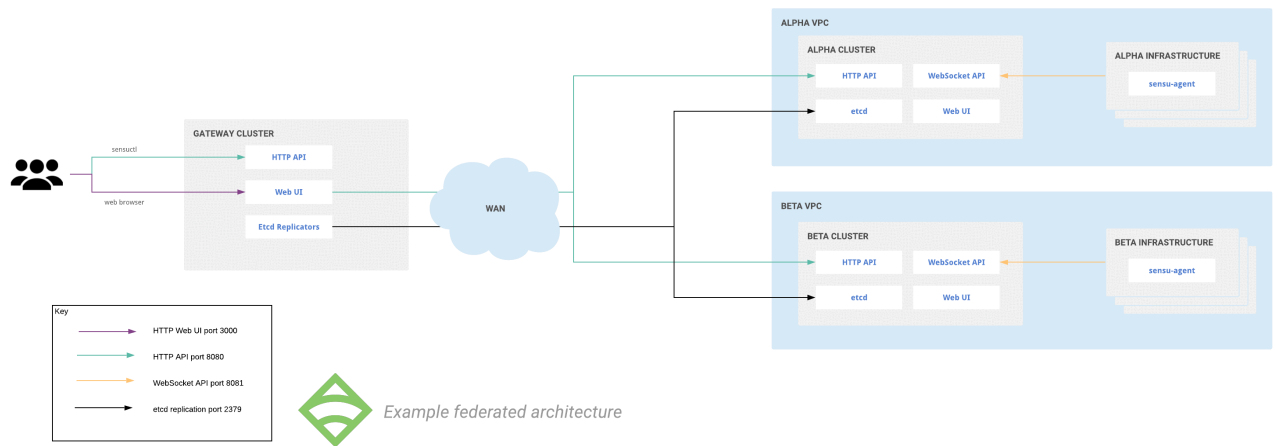 ALPHA VPC
ALPHA CLUSTER
HTTP API
WebSocket API
etcd
Web UI
ALPHA INFRASTRUCTURE
sensu-agent
GATEWAY CLUSTER
sensuctl
HTTP API
web browser
Web UI
Etcd Replicators
WAN
BETA VPC
BETA CLUSTER
HTTP API
WebSocket API
etcd
Web UI
BETA INFRASTRUCTURE
sensu-agent
Key
HTTP Web UI port 3000
HTTP API port 8080
WebSocket API port 8081
etcd replication port 2379
Example federated architecture